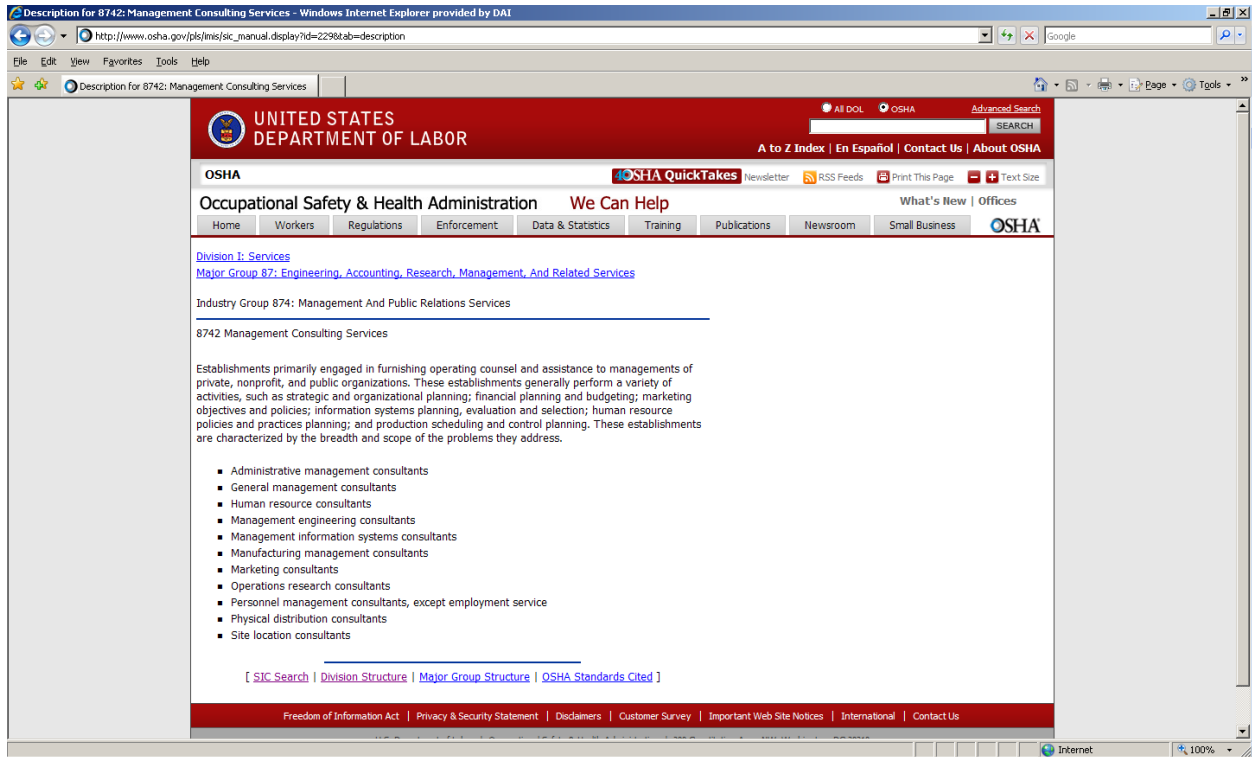 Description for 8742: Management Consulting Services - Windows Internet Explorer provided by DAI
http://www.osha.gov/pls/imis/sic_manual.display?id=229&tab=description
Google
File Edit View Favorites Tools Help
Description for 8742: Management Consulting Services
Page Tools
UNITED STATES
DEPARTMENT OF LABOR
All DOL OSHA Advanced Search
SEARCH
A to Z Index | En Español | Contact Us | About OSHA
OSHA
40 OSHA QuickTakes Newsletter RSS Feeds Print This Page Text Size
Occupational Safety & Health Administration We Can Help
What's New | Offices
Home Workers Regulations Enforcement Data & Statistics Training Publications Newsroom Small Business OSHA
Division I: Services
Major Group 87: Engineering, Accounting, Research, Management, And Related Services
Industry Group 874: Management And Public Relations Services
8742 Management Consulting Services
Establishments primarily engaged in furnishing operating counsel and assistance to managements of
private, nonprofit, and public organizations. These establishments generally perform a variety of
activities, such as strategic and organizational planning; financial planning and budgeting; marketing
objectives and policies; information systems planning, evaluation and selection; human resource
policies and practices planning; and production scheduling and control planning. These establishments
are characterized by the breadth and scope of the problems they address.
Administrative management consultants
General management consultants
Human resource consultants
Management engineering consultants
Management information systems consultants
Manufacturing management consultants
Marketing consultants
Operations research consultants
Personnel management consultants, except employment service
Physical distribution consultants
Site location consultants
[ SIC Search | Division Structure | Major Group Structure | OSHA Standards Cited ]
Freedom of Information Act | Privacy & Security Statement | Disclaimers | Customer Survey | Important Web Site Notices | International | Contact Us
Internet 100%